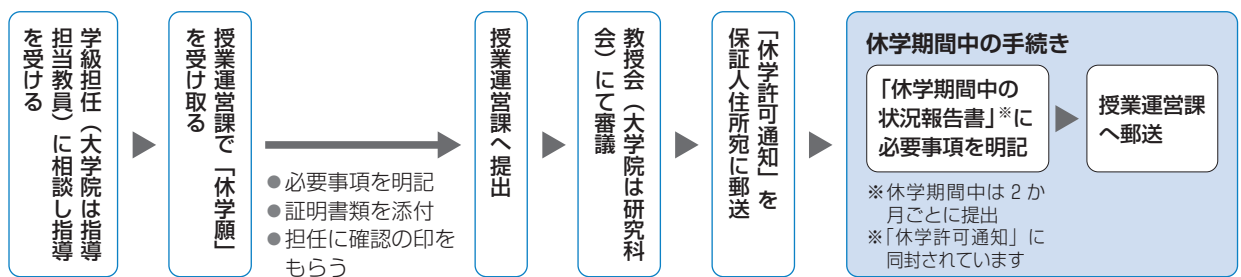 学級担任（大学院は指導
担当教員）に相談し指導
を受ける
授業運営課で「休学願」
を受け取る
●必要事項を明記
●証明書類を添付
●担任に確認の印を
もらう
授業運営課へ提出
教授会（大学院は研究科
会）にて審議
「休学許可通知」を
保証人住所宛に郵送
休学期間中の手続き
「休学期間中の
状況報告書」※に
必要事項を明記
授業運営課
へ郵送
※休学期間中は2か
月ごとに提出
※「休学許可通知」に
同封されています